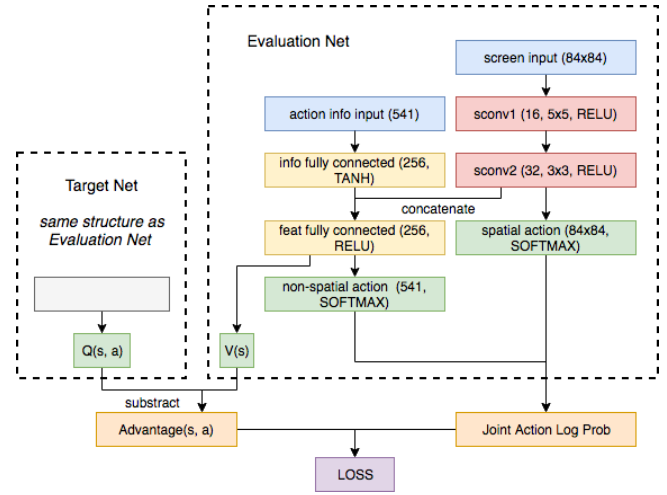 Evaluation Net
screen input (84x84)
action info input (541)
sconv1 (16, 5x5, RELU)
info fully connected (256,
TANH)
sconv2 (32, 3x3, RELU)
concatenate
Target Net
same structure as
Evaluation Net
feat fully connected (256,
RELU)
spatial action (84x84,
SOFTMAX)
non-spatial action (541,
SOFTMAX)
Q(s, a)
V(s)
substract
Advantage(s, a)
Joint Action Log Prob
LOSS